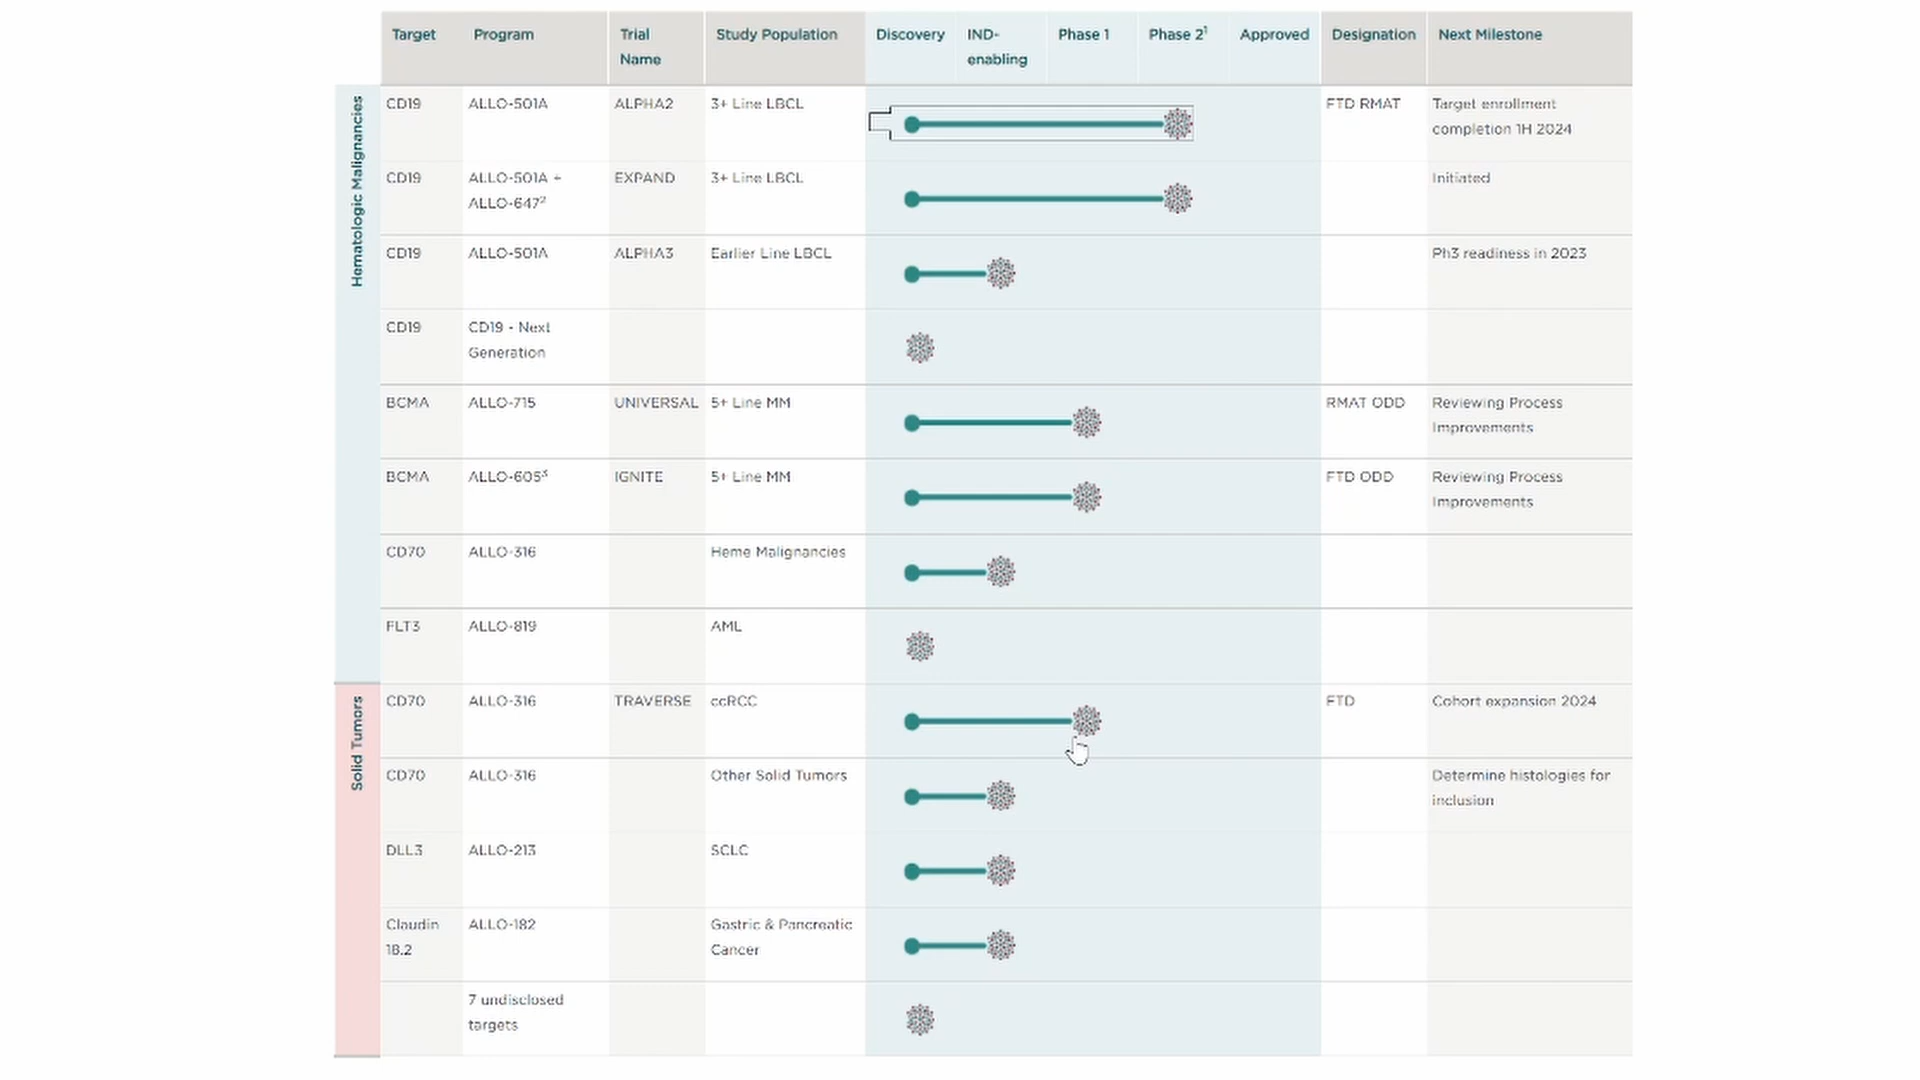 Target Program Trial Name Study Population Discovery IND-enabling Phase 1 Phase 2¹ Approved Designation Next Milestone
Hematologic Malignancies
CD19 ALLO-501A ALPHA2 3+ Line LBCL FTD RMAT Target enrollment completion 1H 2024
CD19 ALLO-501A + ALLO-647² EXPAND 3+ Line LBCL Initiated
CD19 ALLO-501A ALPHA3 Earlier Line LBCL Ph3 readiness in 2023
CD19 CD19 - Next Generation
BCMA ALLO-715 UNIVERSAL 5+ Line MM RMAT ODD Reviewing Process Improvements
BCMA ALLO-605³ IGNITE 5+ Line MM FTD ODD Reviewing Process Improvements
CD70 ALLO-316 Heme Malignancies
FLT3 ALLO-819 AML
Solid Tumors
CD70 ALLO-316 TRAVERSE ccRCC FTD Cohort expansion 2024
CD70 ALLO-316 Other Solid Tumors Determine histologies for inclusion
DLL3 ALLO-213 SCLC
Claudin 18.2 ALLO-182 Gastric & Pancreatic Cancer
7 undisclosed targets